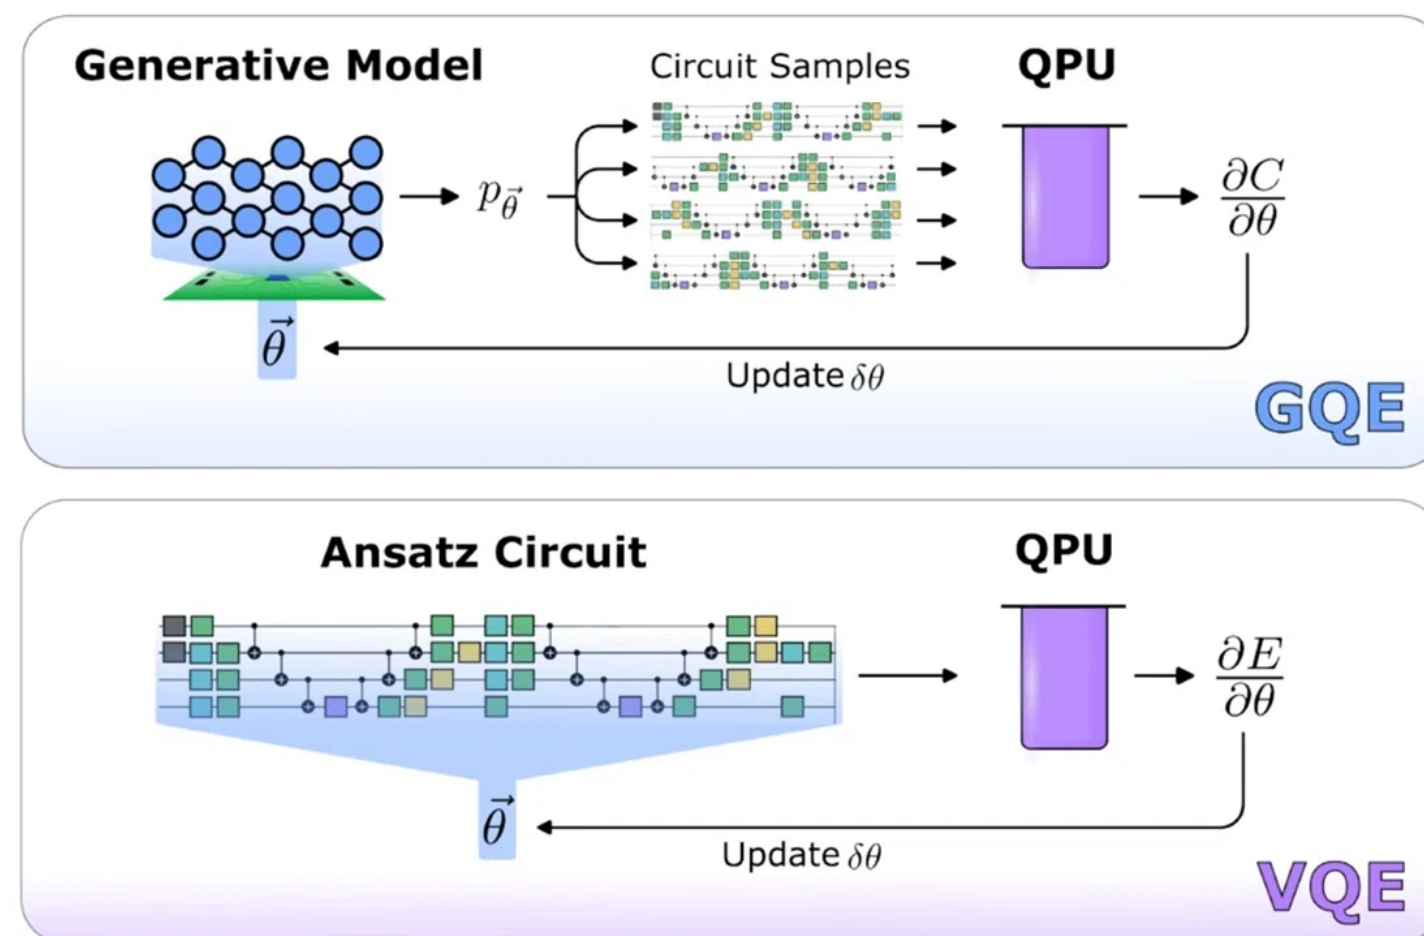 Generative Model
Circuit Samples
QPU
p_θ⃗
∂C
∂θ
θ⃗
Update δθ
GQE
Ansatz Circuit
QPU
∂E
∂θ
θ⃗
Update δθ
VQE